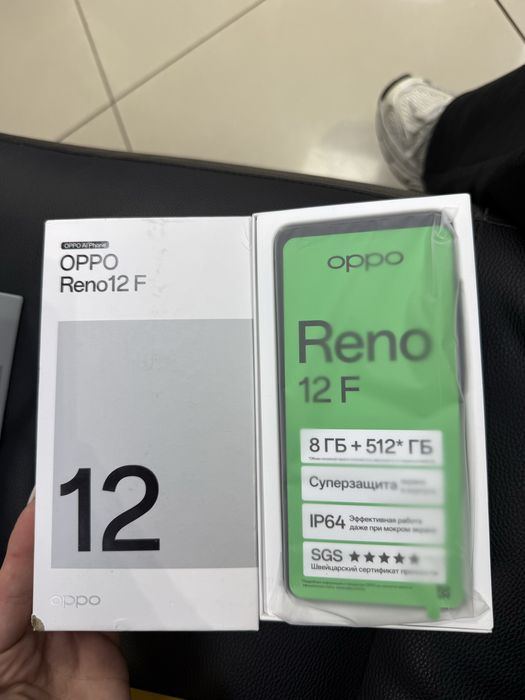 OPPO AI Phone
OPPO
Reno12 F
12
oppo
oppo
Reno
12 F
8 ГБ + 512* ГБ
Суперзащита
IP64 Эффективная работа
даже при мокром экране
SGS ★★★★★
Швейцарский сертификат прочности